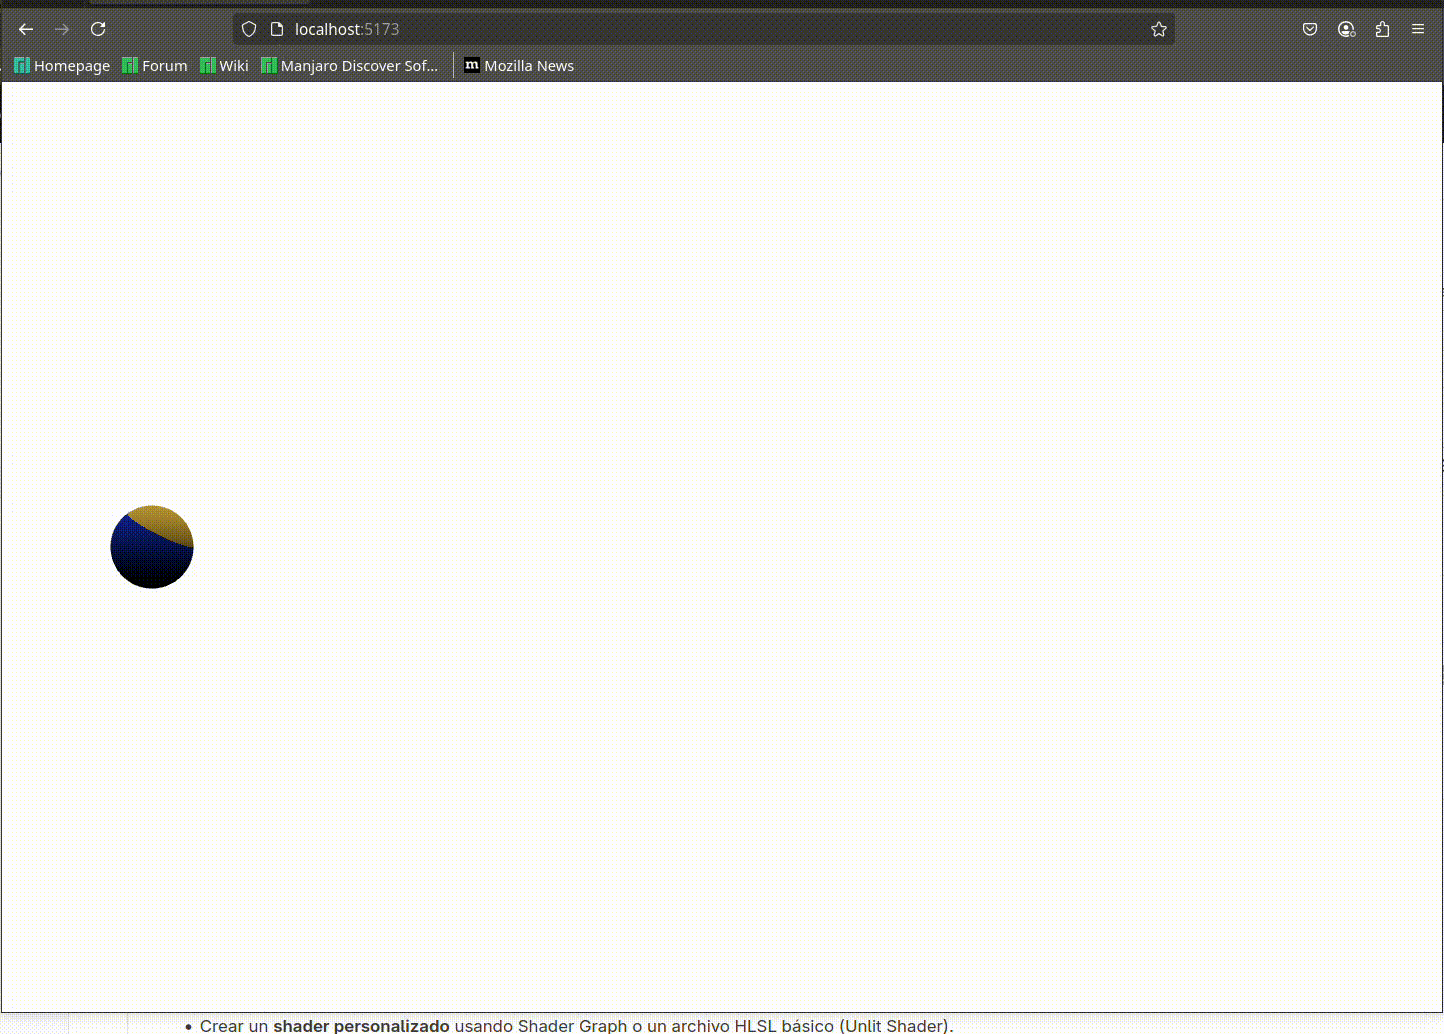 localhost:5173
Homepage Forum Wiki Manjaro Discover Sof... m Mozilla News
• Crear un shader personalizado usando Shader Graph o un archivo HLSL básico (Unlit Shader).